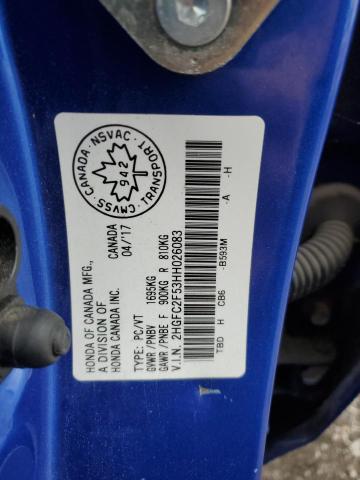 HONDA OF CANADA MFG., CANADA
A DIVISION OF 04/'17
HONDA CANADA INC.
TYPE: PC/VT
GVWR /PNBV 1695KG
GAWR /PNBE F 900KG R 810KG
V.I.N. 2HGFC2F53HH026083
TBD H CB6 -B593M -A -H
CANADA · NSVAC · TRANSPORT · CMVSS
942